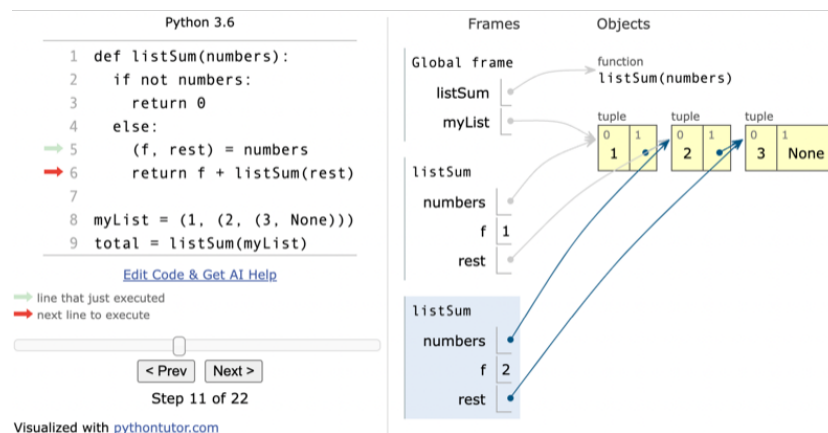 Python 3.6
1 def listSum(numbers):
2 if not numbers:
3 return 0
4 else:
5 (f, rest) = numbers
6 return f + listSum(rest)
7
8 myList = (1, (2, (3, None)))
9 total = listSum(myList)
Edit Code & Get AI Help
line that just executed
next line to execute
< Prev Next >
Step 11 of 22
Visualized with pythontutor.com
Frames Objects
Global frame
listSum
myList
function
listSum(numbers)
tuple tuple tuple
0 1 0 1 0 1
1 2 3 None
listSum
numbers
f 1
rest
listSum
numbers
f 2
rest